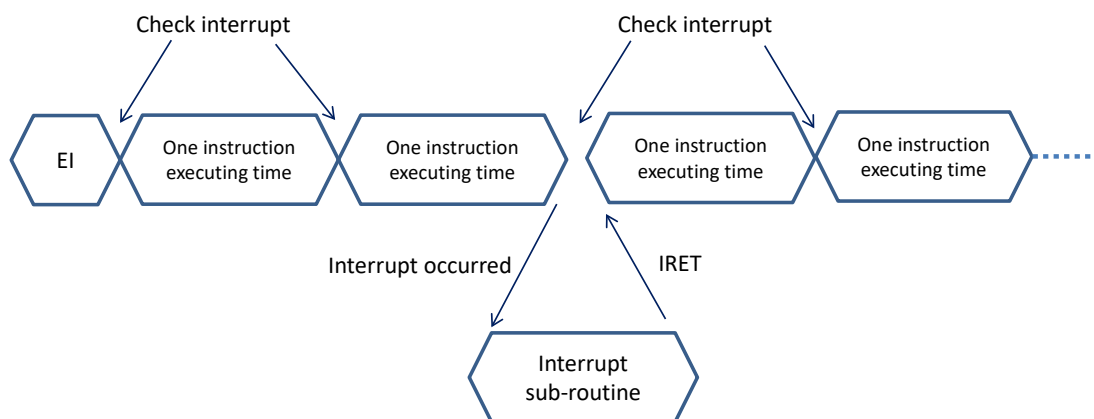 Check interrupt
Check interrupt
EI
One instruction
executing time
One instruction
executing time
One instruction
executing time
One instruction
executing time
Interrupt occurred
IRET
Interrupt
sub-routine